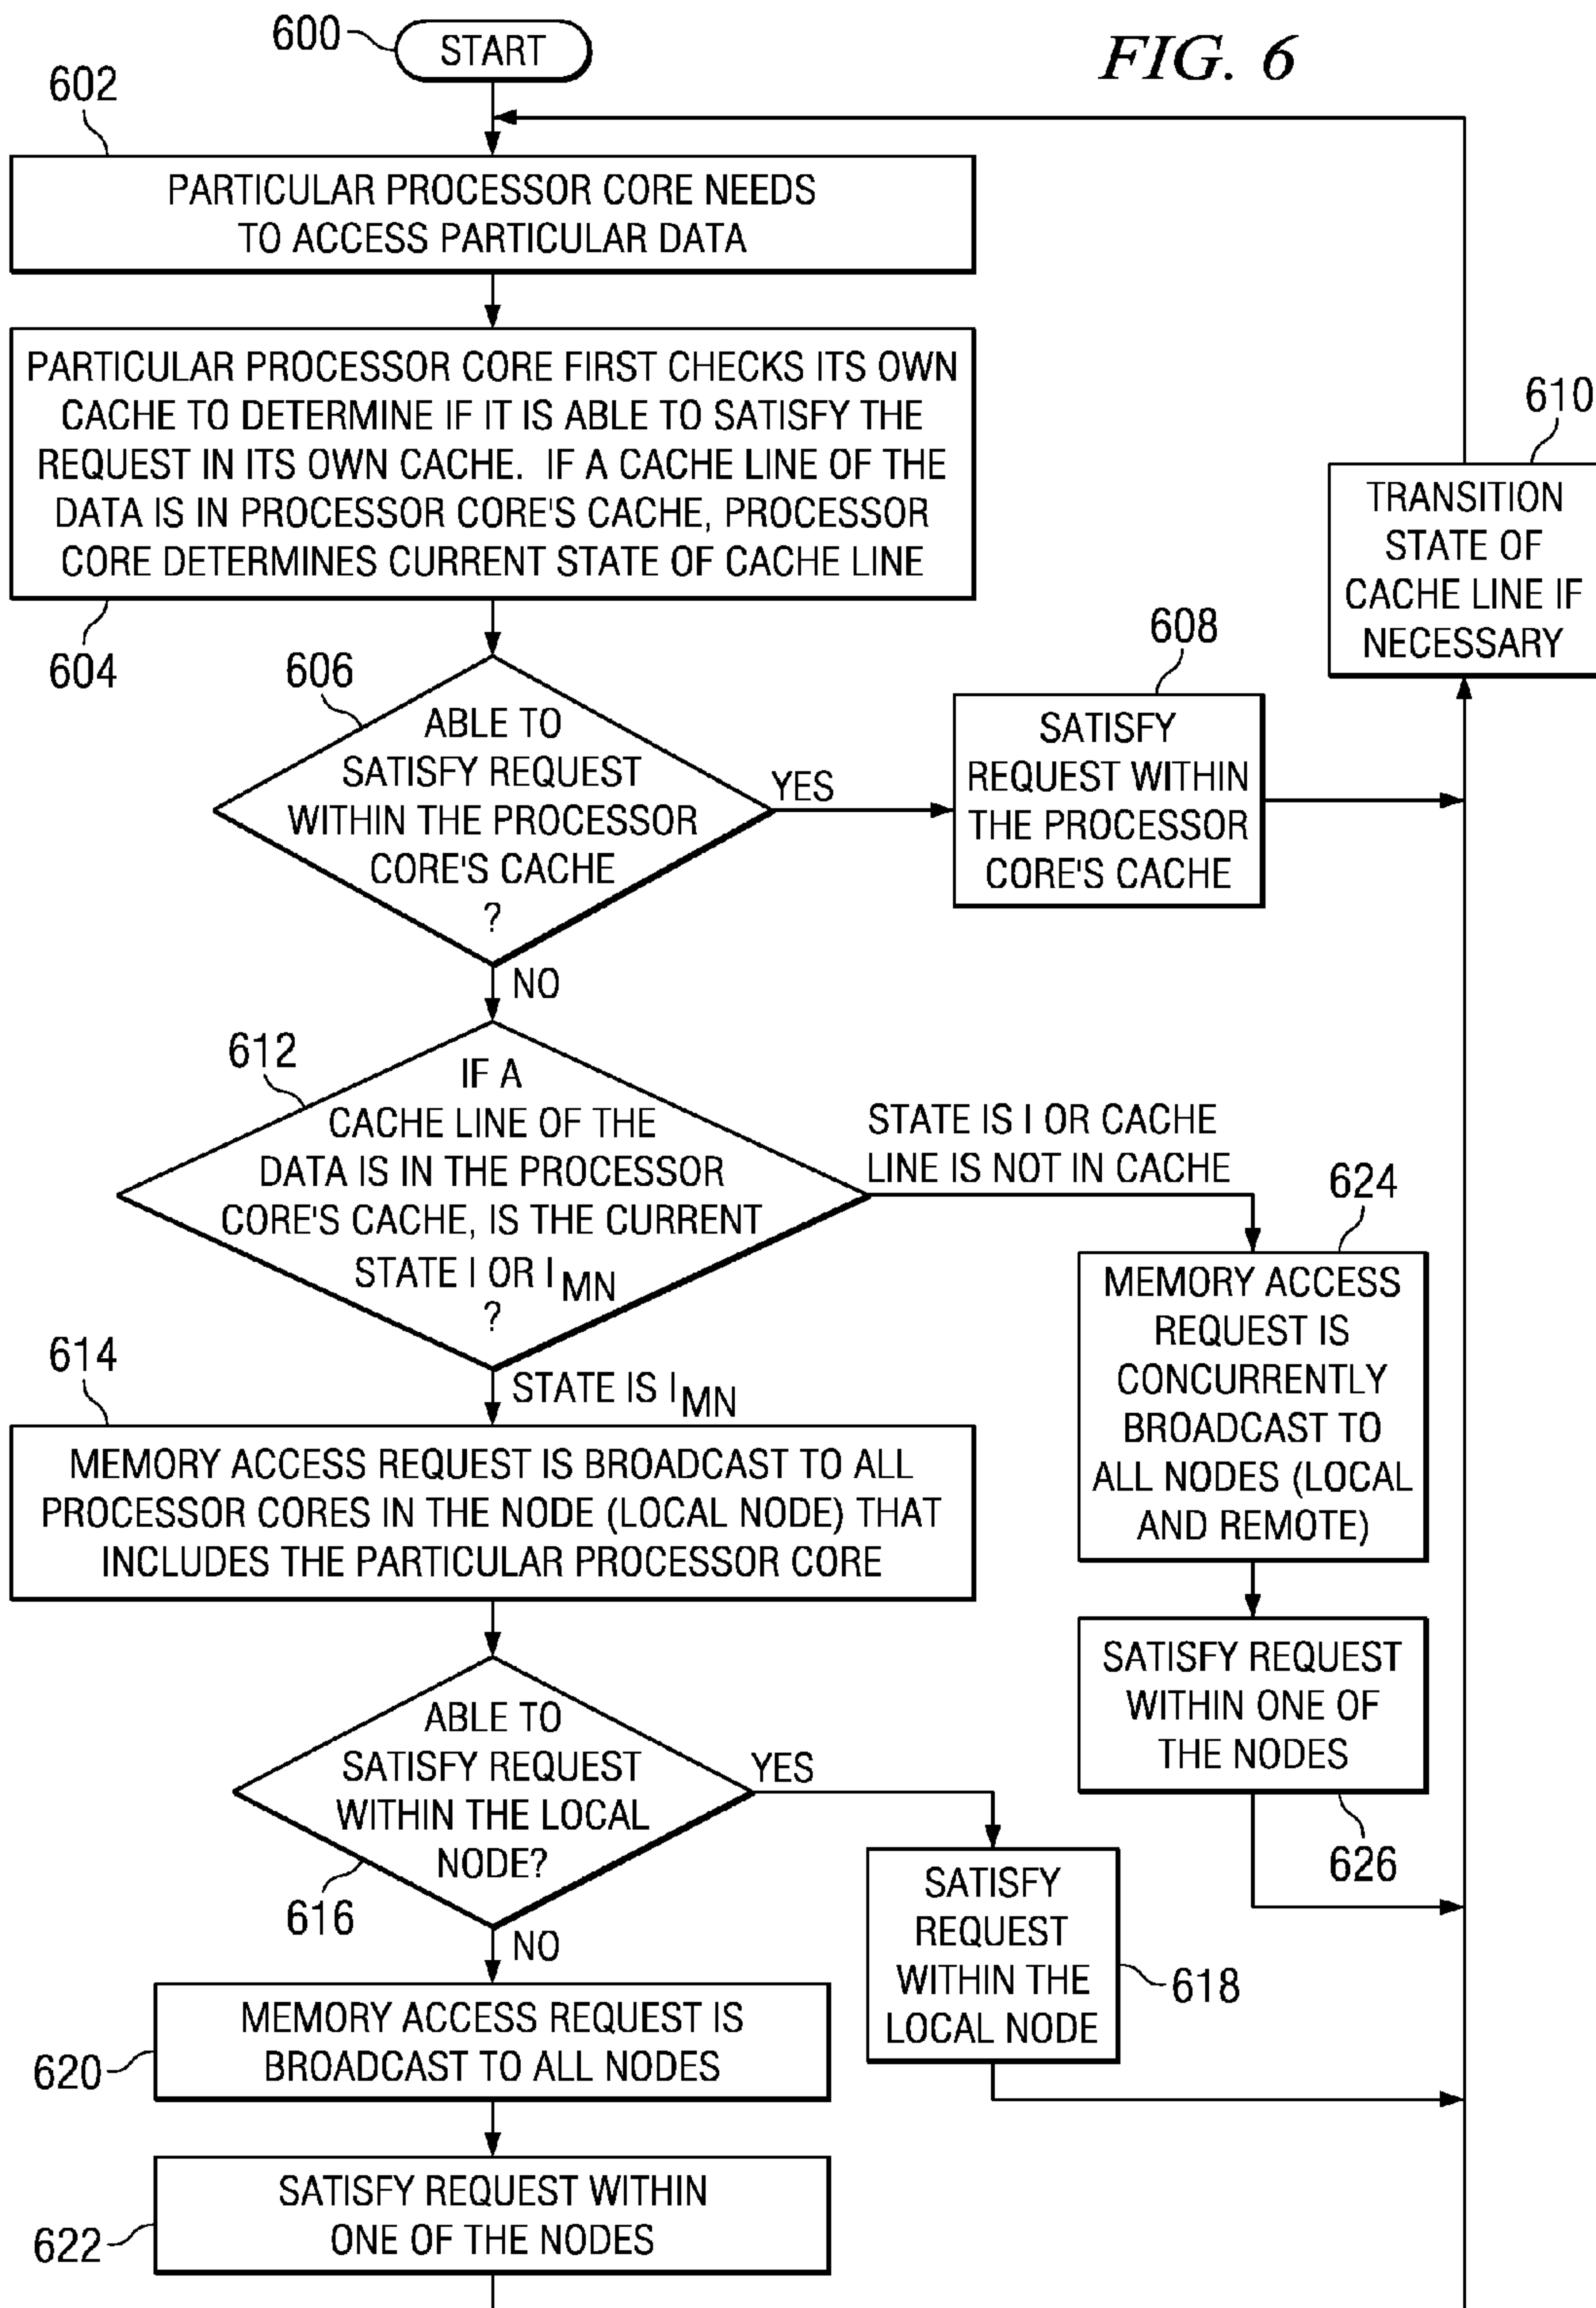 600
START
FIG. 6
602
PARTICULAR PROCESSOR CORE NEEDS
TO ACCESS PARTICULAR DATA
PARTICULAR PROCESSOR CORE FIRST CHECKS ITS OWN
CACHE TO DETERMINE IF IT IS ABLE TO SATISFY THE
REQUEST IN ITS OWN CACHE. IF A CACHE LINE OF THE
DATA IS IN PROCESSOR CORE'S CACHE, PROCESSOR
CORE DETERMINES CURRENT STATE OF CACHE LINE
604
610
TRANSITION
STATE OF
CACHE LINE IF
NECESSARY
606
ABLE TO
SATISFY REQUEST
WITHIN THE PROCESSOR
CORE'S CACHE
?
YES
608
SATISFY
REQUEST WITHIN
THE PROCESSOR
CORE'S CACHE
NO
612
IF A
CACHE LINE OF THE
DATA IS IN THE PROCESSOR
CORE'S CACHE, IS THE CURRENT
STATE I OR I MN
?
STATE IS I OR CACHE
LINE IS NOT IN CACHE
624
MEMORY ACCESS
REQUEST IS
CONCURRENTLY
BROADCAST TO
ALL NODES (LOCAL
AND REMOTE)
614
STATE IS I MN
MEMORY ACCESS REQUEST IS BROADCAST TO ALL
PROCESSOR CORES IN THE NODE (LOCAL NODE) THAT
INCLUDES THE PARTICULAR PROCESSOR CORE
SATISFY REQUEST
WITHIN ONE OF
THE NODES
626
ABLE TO
SATISFY REQUEST
WITHIN THE LOCAL
NODE?
616
YES
SATISFY
REQUEST
WITHIN THE
LOCAL NODE
618
NO
MEMORY ACCESS REQUEST IS
BROADCAST TO ALL NODES
620
SATISFY REQUEST WITHIN
ONE OF THE NODES
622